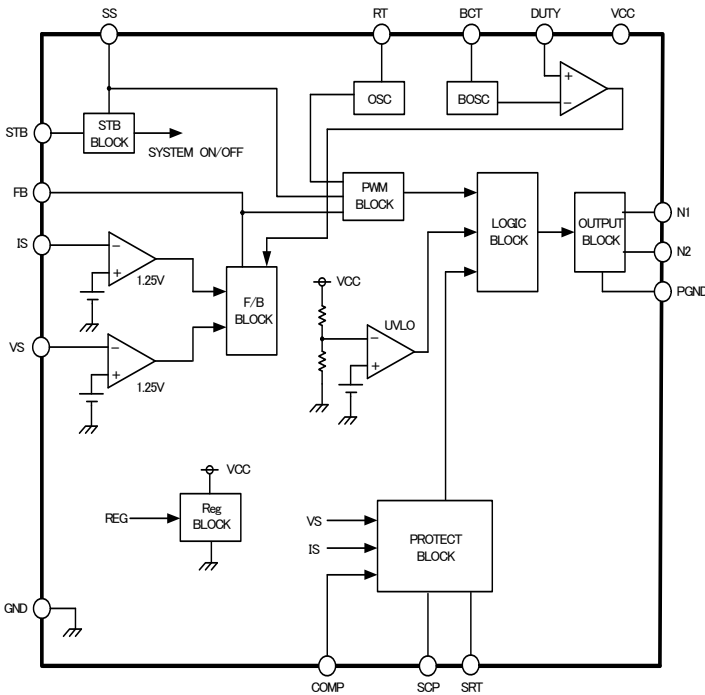 SS
RT
BCT
DUTY
VCC
OSC
BOSC
+
−
STB
STB
BLOCK
SYSTEM ON/OFF
FB
PWM
BLOCK
LOGIC
BLOCK
OUTPUT
BLOCK
N1
N2
PGND
IS
−
+
1.25V
F/B
BLOCK
VCC
UVLO
−
+
VS
−
+
1.25V
VCC
REG
Reg
BLOCK
VS
IS
PROTECT
BLOCK
GND
COMP
SCP
SRT